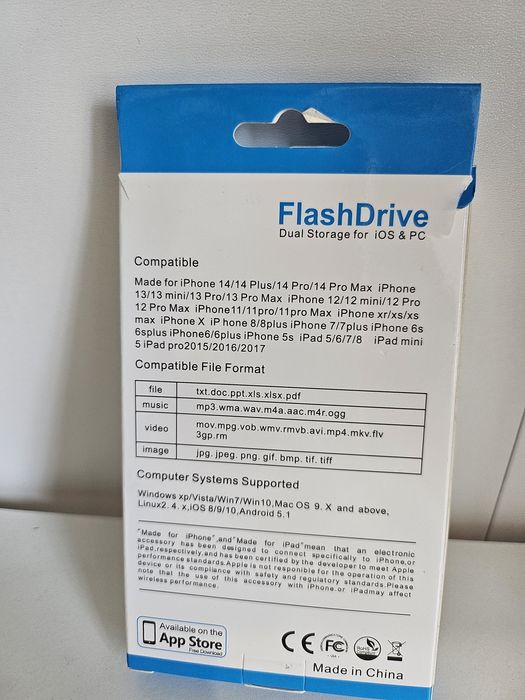 FlashDrive
Dual Storage for iOS & PC
Compatible
Made for iPhone 14/14 Plus/14 Pro/14 Pro Max iPhone
13/13 mini/13 Pro/13 Pro Max iPhone 12/12 mini/12 Pro
12 Pro Max iPhone11/11pro/11pro Max iPhone xr/xs/xs
max iPhone X iP hone 8/8plus iPhone 7/7plus iPhone 6s
6splus iPhone6/6plus iPhone 5s iPad 5/6/7/8 iPad mini
5 iPad pro2015/2016/2017
Compatible File Format
file txt.doc.ppt.xls.xlsx.pdf
music mp3.wma.wav.m4a.aac.m4r.ogg
video mov.mpg.vob.wmv.rmvb.avi.mp4.mkv.flv
3gp.rm
image jpg. jpeg. png. gif. bmp. tif. tiff
Computer Systems Supported
Windows xp/Vista/Win7/Win10,Mac OS 9. X and above,
Linux2. 4. x,iOS 8/9/10,Android 5.1
"Made for iPhone",and"Made for iPad"mean that an electronic
accessory has been designed to connect specifically to iPhone,or
iPad,respectively,and has been certified by the developer to meet Apple
performance standards.Apple is not responsible for the operation of this
device or its compliance with safety and regulatory standards.Please
note that the use of this accessory with iPhone.or iPadmay affect
wireless performance.
Available on the
App Store
Free Download
CE FC RoHS
Made in China